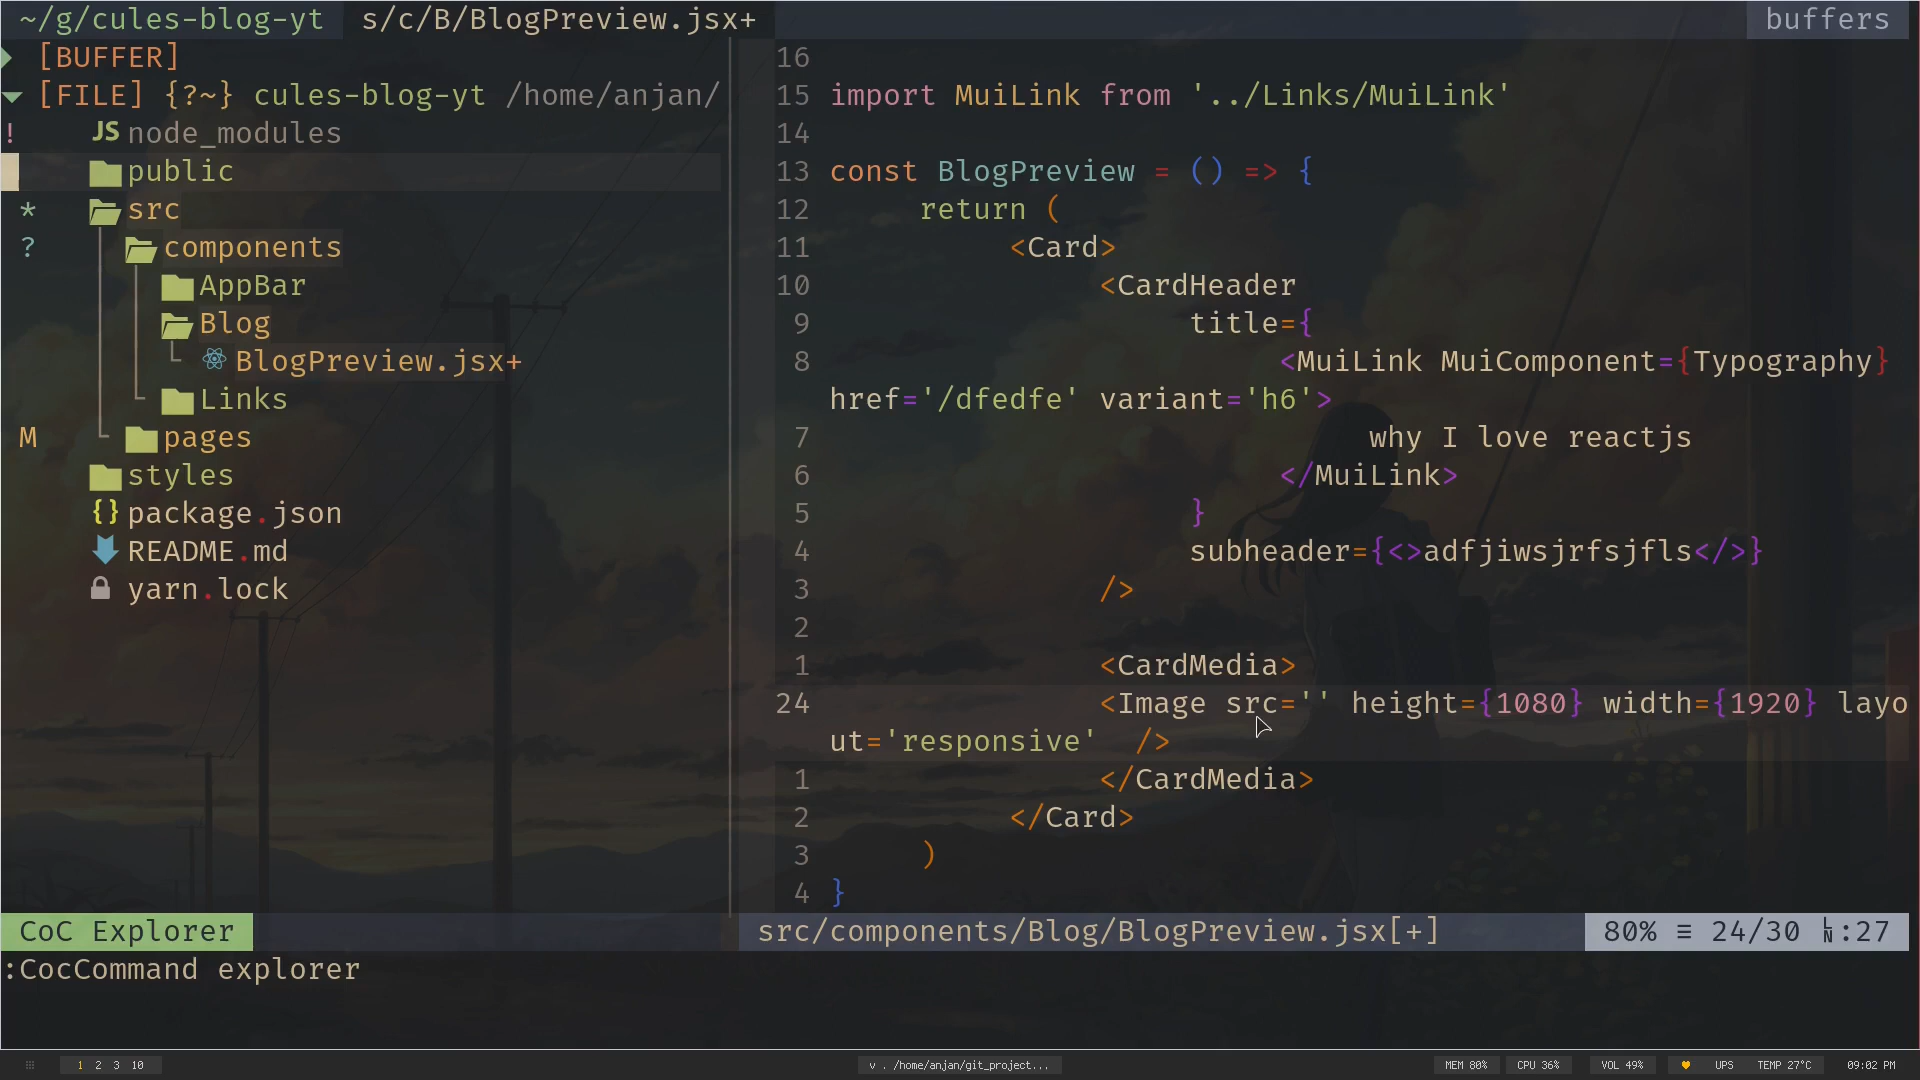 ~/g/cules-blog-yt s/c/B/BlogPreview.jsx+ buffers
[BUFFER]
[FILE] {?~} cules-blog-yt /home/anjan/
! JS node_modules
public
* src
? components
AppBar
Blog
BlogPreview.jsx+
Links
M pages
styles
{} package.json
README.md
yarn.lock
16
15 import MuiLink from '../Links/MuiLink'
14
13 const BlogPreview = () => {
12 return (
11 <Card>
10 <CardHeader
9 title={
8 <MuiLink MuiComponent={Typography}
href='/dfedfe' variant='h6'>
7 why I love reactjs
6 </MuiLink>
5 }
4 subheader={<>adfjiwsjrfsjfls</>}
3 />
2
1 <CardMedia>
24 <Image src='' height={1080} width={1920} layo
ut='responsive' />
1 </CardMedia>
2 </Card>
3 )
4 }
CoC Explorer src/components/Blog/BlogPreview.jsx[+] 80% ≡ 24/30 :27
:CocCommand explorer
1 2 3 10 v . /home/anjan/git_project... MEM 80% CPU 36% VOL 49% UPS TEMP 27°C 09:02 PM